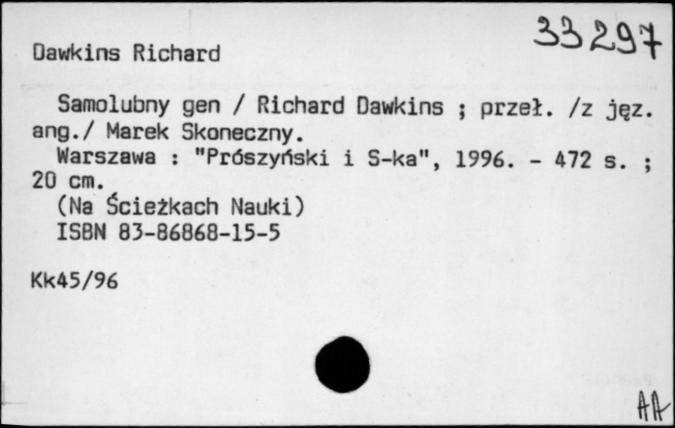 33297
Dawkins Richard
Samolubny gen / Richard Dawkins ; przeł. /z jęz.
ang./ Marek Skoneczny.
Warszawa : "Prószyński i S-ka", 1996. - 472 s. ;
20 cm.
(Na Ścieżkach Nauki)
ISBN 83-86868-15-5
Kk45/96
AA